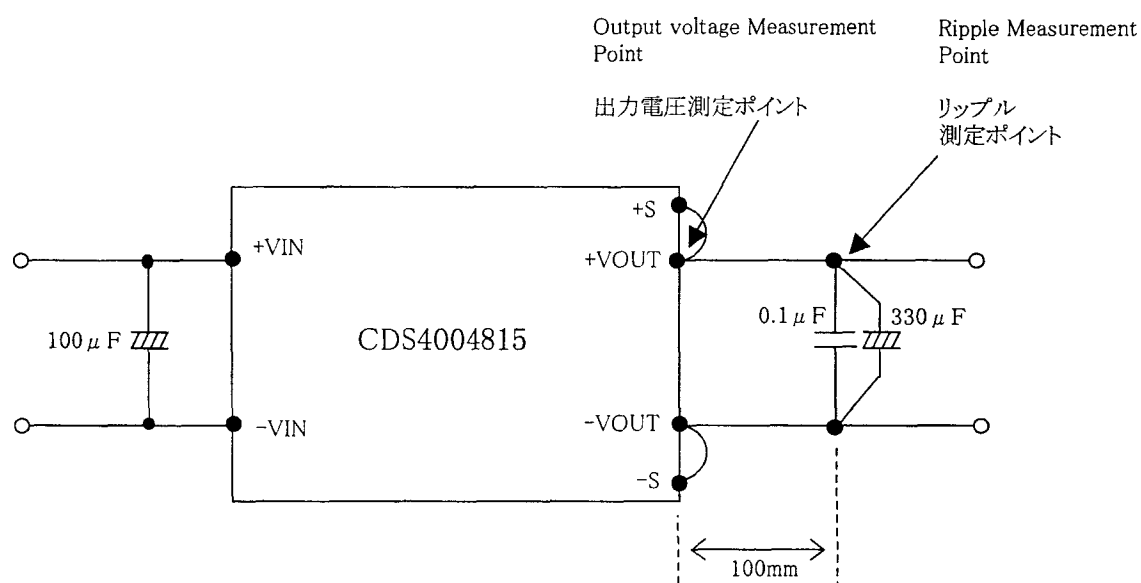 Output voltage Measurement
Point
Ripple Measurement
Point
出力電圧測定ポイント
リップル
測定ポイント
+S
+VIN
+VOUT
100μF
CDS4004815
0.1μF
330μF
-VIN
-VOUT
-S
100mm